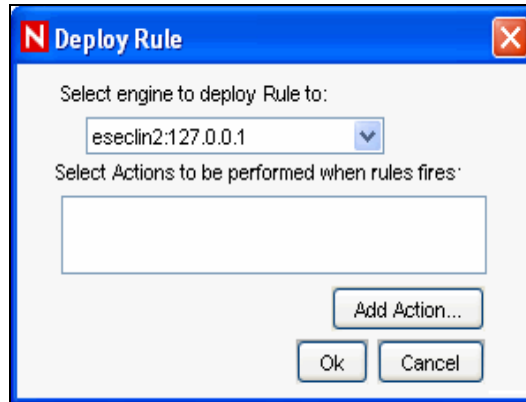 N Deploy Rule
Select engine to deploy Rule to:
eseclin2:127.0.0.1
Select Actions to be performed when rules fires:
Add Action...
Ok Cancel